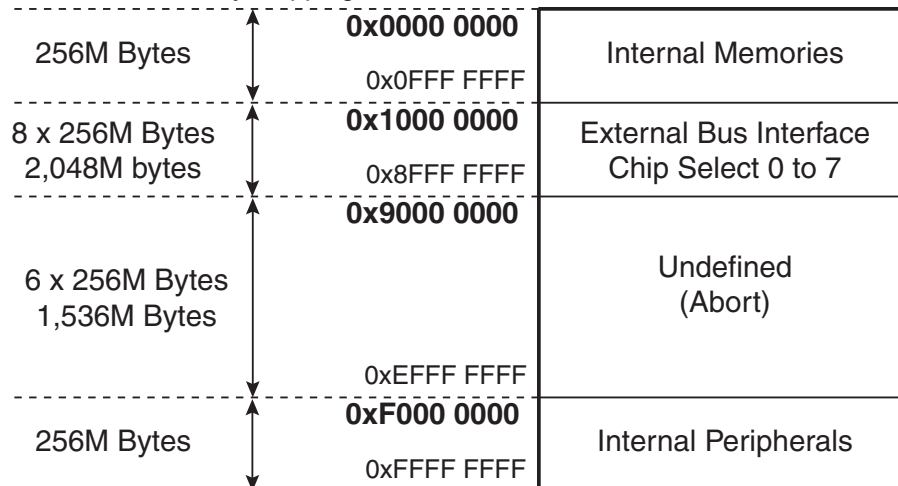 256M Bytes
0x0000 0000
0x0FFF FFFF
Internal Memories
8 x 256M Bytes
2,048M bytes
0x1000 0000
0x8FFF FFFF
External Bus Interface
Chip Select 0 to 7
6 x 256M Bytes
1,536M Bytes
0x9000 0000
0xEFFF FFFF
Undefined
(Abort)
256M Bytes
0xF000 0000
0xFFFF FFFF
Internal Peripherals